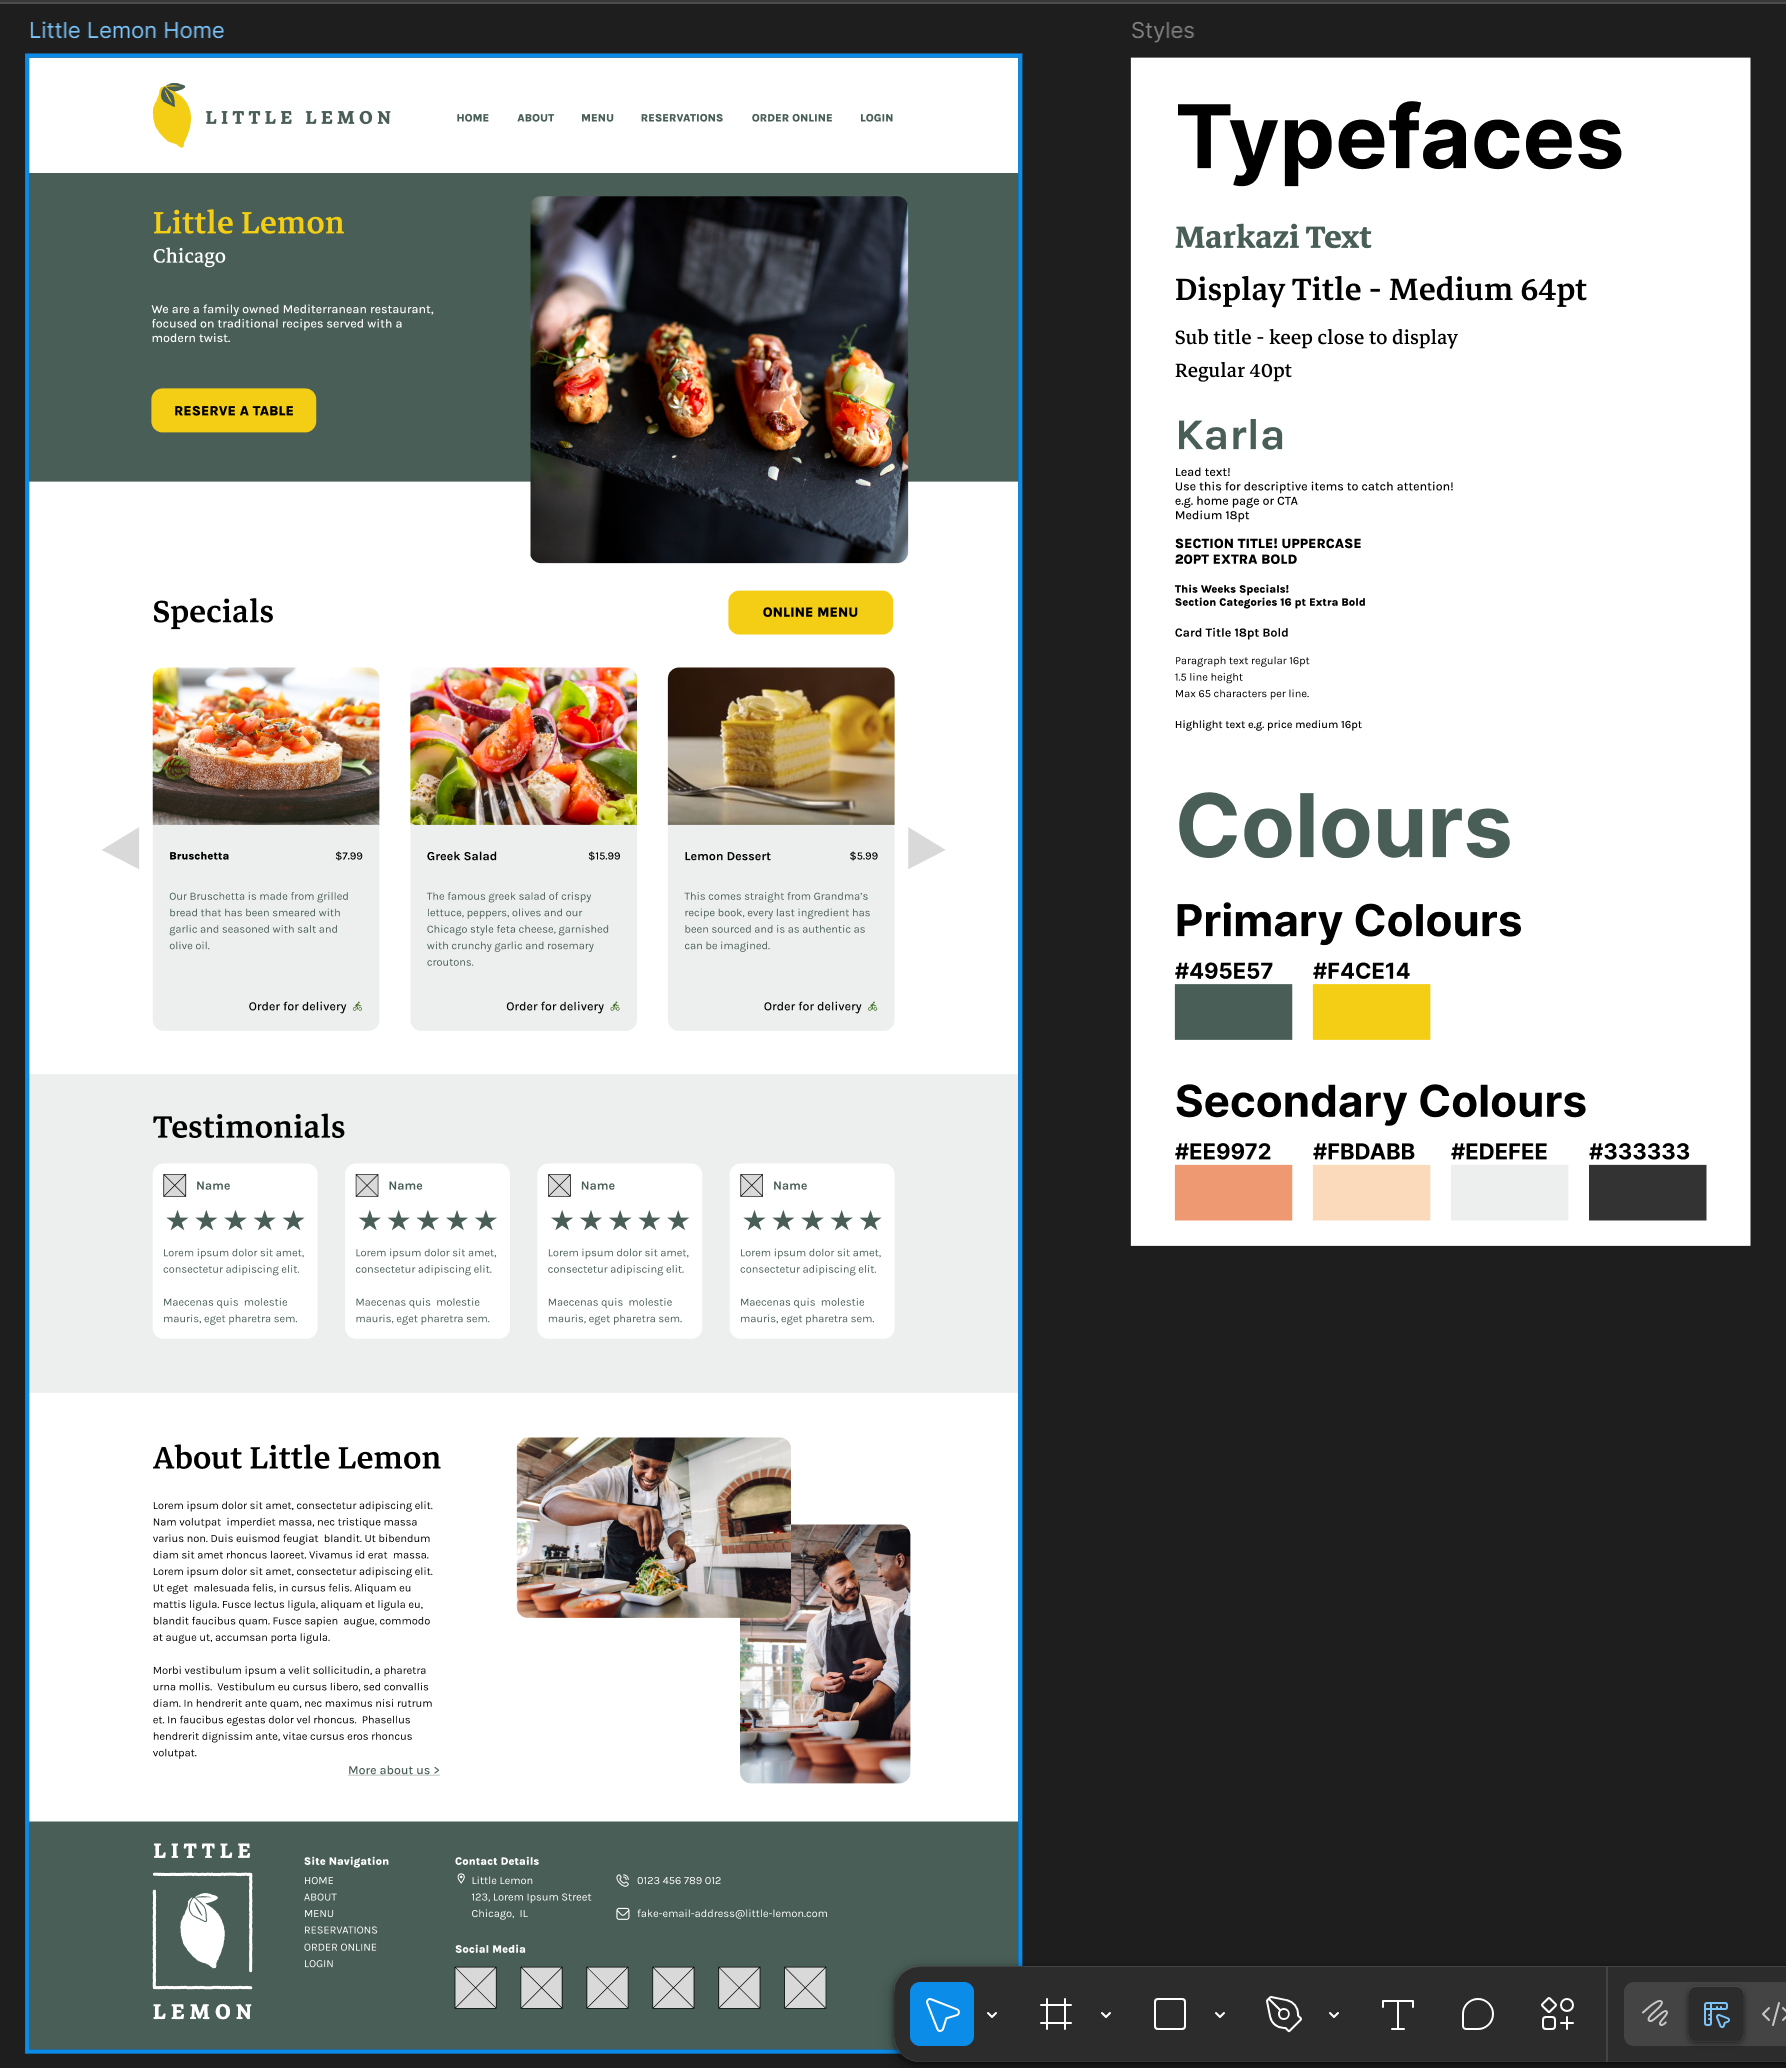 Little Lemon Home
LITTLE LEMON
HOME ABOUT MENU RESERVATIONS ORDER ONLINE LOGIN
Little Lemon
Chicago
We are a family owned Mediterranean restaurant,
focused on traditional recipes served with a
modern twist.
RESERVE A TABLE
Specials
ONLINE MENU
Bruschetta $7.99
Our Bruschetta is made from grilled
bread that has been smeared with
garlic and seasoned with salt and
olive oil.
Order for delivery
Greek Salad $15.99
The famous greek salad of crispy
lettuce, peppers, olives and our
Chicago style feta cheese, garnished
with crunchy garlic and rosemary
croutons.
Order for delivery
Lemon Dessert $5.99
This comes straight from Grandma's
recipe book, every last ingredient has
been sourced and is as authentic as
can be imagined.
Order for delivery
Testimonials
Name
Lorem ipsum dolor sit amet,
consectetur adipiscing elit.
Maecenas quis  molestie
mauris, eget pharetra sem.
Name
Lorem ipsum dolor sit amet,
consectetur adipiscing elit.
Maecenas quis  molestie
mauris, eget pharetra sem.
Name
Lorem ipsum dolor sit amet,
consectetur adipiscing elit.
Maecenas quis  molestie
mauris, eget pharetra sem.
Name
Lorem ipsum dolor sit amet,
consectetur adipiscing elit.
Maecenas quis  molestie
mauris, eget pharetra sem.
About Little Lemon
Lorem ipsum dolor sit amet, consectetur adipiscing elit.
Nam volutpat  imperdiet massa, nec tristique massa
varius non. Duis euismod feugiat  blandit. Ut bibendum
diam sit amet rhoncus laoreet. Vivamus id erat  massa.
Lorem ipsum dolor sit amet, consectetur adipiscing elit.
Ut eget  malesuada felis, in cursus felis. Aliquam eu
mattis ligula. Fusce lectus ligula, aliquam et ligula eu,
blandit faucibus quam. Fusce sapien  augue, commodo
at augue ut, accumsan porta ligula.
Morbi vestibulum ipsum a velit sollicitudin, a pharetra
urna mollis.  Vestibulum eu cursus libero, sed convallis
diam. In hendrerit ante quam, nec maximus nisi rutrum
et. In faucibus egestas dolor vel rhoncus.  Phasellus
hendrerit dignissim ante, vitae cursus eros rhoncus
volutpat.
More about us >
LITTLE
LEMON
Site Navigation
HOME
ABOUT
MENU
RESERVATIONS
ORDER ONLINE
LOGIN
Contact Details
Little Lemon
123, Lorem Ipsum Street
Chicago,  IL
0123 456 789 012
fake-email-address@little-lemon.com
Social Media
Styles
Typefaces
Markazi Text
Display Title - Medium 64pt
Sub title - keep close to display
Regular 40pt
Karla
Lead text!
Use this for descriptive items to catch attention!
e.g. home page or CTA
Medium 18pt
SECTION TITLE! UPPERCASE
20PT EXTRA BOLD
This Weeks Specials!
Section Categories 16 pt Extra Bold
Card Title 18pt Bold
Paragraph text regular 16pt
1.5 line height
Max 65 characters per line.
Highlight text e.g. price medium 16pt
Colours
Primary Colours
#495E57 #F4CE14
Secondary Colours
#EE9972 #FBDABB #EDEFEE #333333